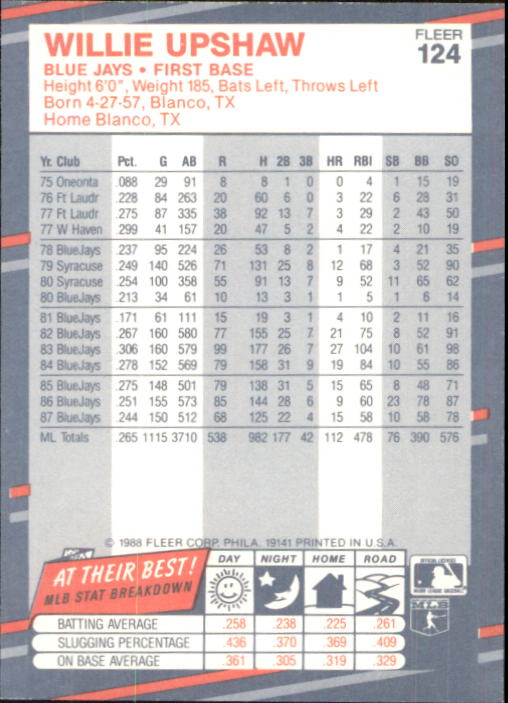 WILLIE UPSHAW
FLEER
124
BLUE JAYS • FIRST BASE
Height 6'0", Weight 185, Bats Left, Throws Left
Born 4-27-57, Blanco, TX
Home Blanco, TX
Yr. Club Pct. G AB R H 2B 3B HR RBI SB BB SO
75 Oneonta .088 29 91 8 8 1 0 0 4 1 15 19
76 Ft Laudr .228 84 263 20 60 6 0 3 22 6 28 31
77 Ft Laudr .275 87 335 38 92 13 7 3 29 2 43 50
77 W Haven .299 41 157 20 47 5 2 4 22 2 10 19
78 BlueJays .237 95 224 26 53 8 2 1 17 4 21 35
79 Syracuse .249 140 526 71 131 25 8 12 68 3 52 90
80 Syracuse .254 100 358 55 91 13 7 9 52 11 65 62
80 BlueJays .213 34 61 10 13 3 1 1 5 1 6 14
81 BlueJays .171 61 111 15 19 3 1 4 10 2 11 16
82 BlueJays .267 160 580 77 155 25 7 21 75 8 52 91
83 BlueJays .306 160 579 99 177 26 7 27 104 10 61 98
84 BlueJays .278 152 569 79 158 31 9 19 84 10 55 86
85 BlueJays .275 148 501 79 138 31 5 15 65 8 48 71
86 BlueJays .251 155 573 85 144 28 6 9 60 23 78 87
87 BlueJays .244 150 512 68 125 22 4 15 58 10 58 78
ML Totals .265 1115 3710 538 982 177 42 112 478 76 390 576
© 1988 FLEER CORP. PHILA. 19141 PRINTED IN U.S.A.
AT THEIR BEST!
MLB STAT BREAKDOWN
DAY NIGHT HOME ROAD
BATTING AVERAGE .258 .238 .225 .261
SLUGGING PERCENTAGE .436 .370 .369 .409
ON BASE AVERAGE .361 .305 .319 .329
MLB